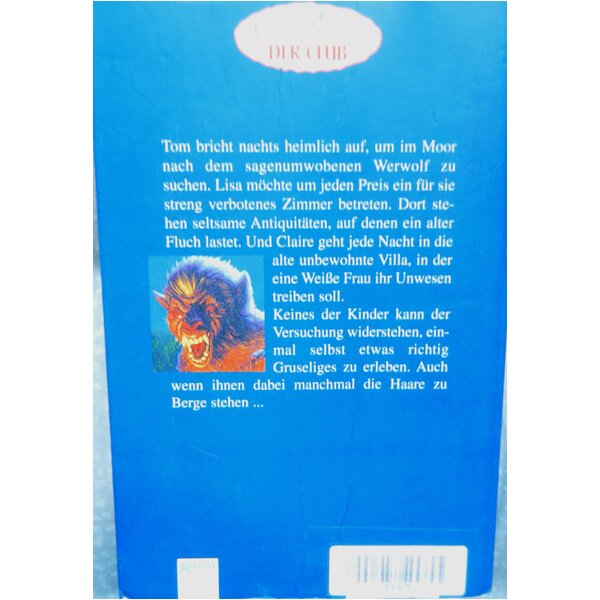 DER CLUB
Tom bricht nachts heimlich auf, um im Moor
nach dem sagenumwobenen Werwolf zu
suchen. Lisa möchte um jeden Preis ein für sie
streng verbotenes Zimmer betreten. Dort ste-
hen seltsame Antiquitäten, auf denen ein alter
Fluch lastet. Und Claire geht jede Nacht in die
alte unbewohnte Villa, in der
eine Weiße Frau ihr Unwesen
treiben soll.
Keines der Kinder kann der
Versuchung widerstehen, ein-
mal selbst etwas richtig
Gruseliges zu erleben. Auch
wenn ihnen dabei manchmal die Haare zu
Berge stehen ...
Arena